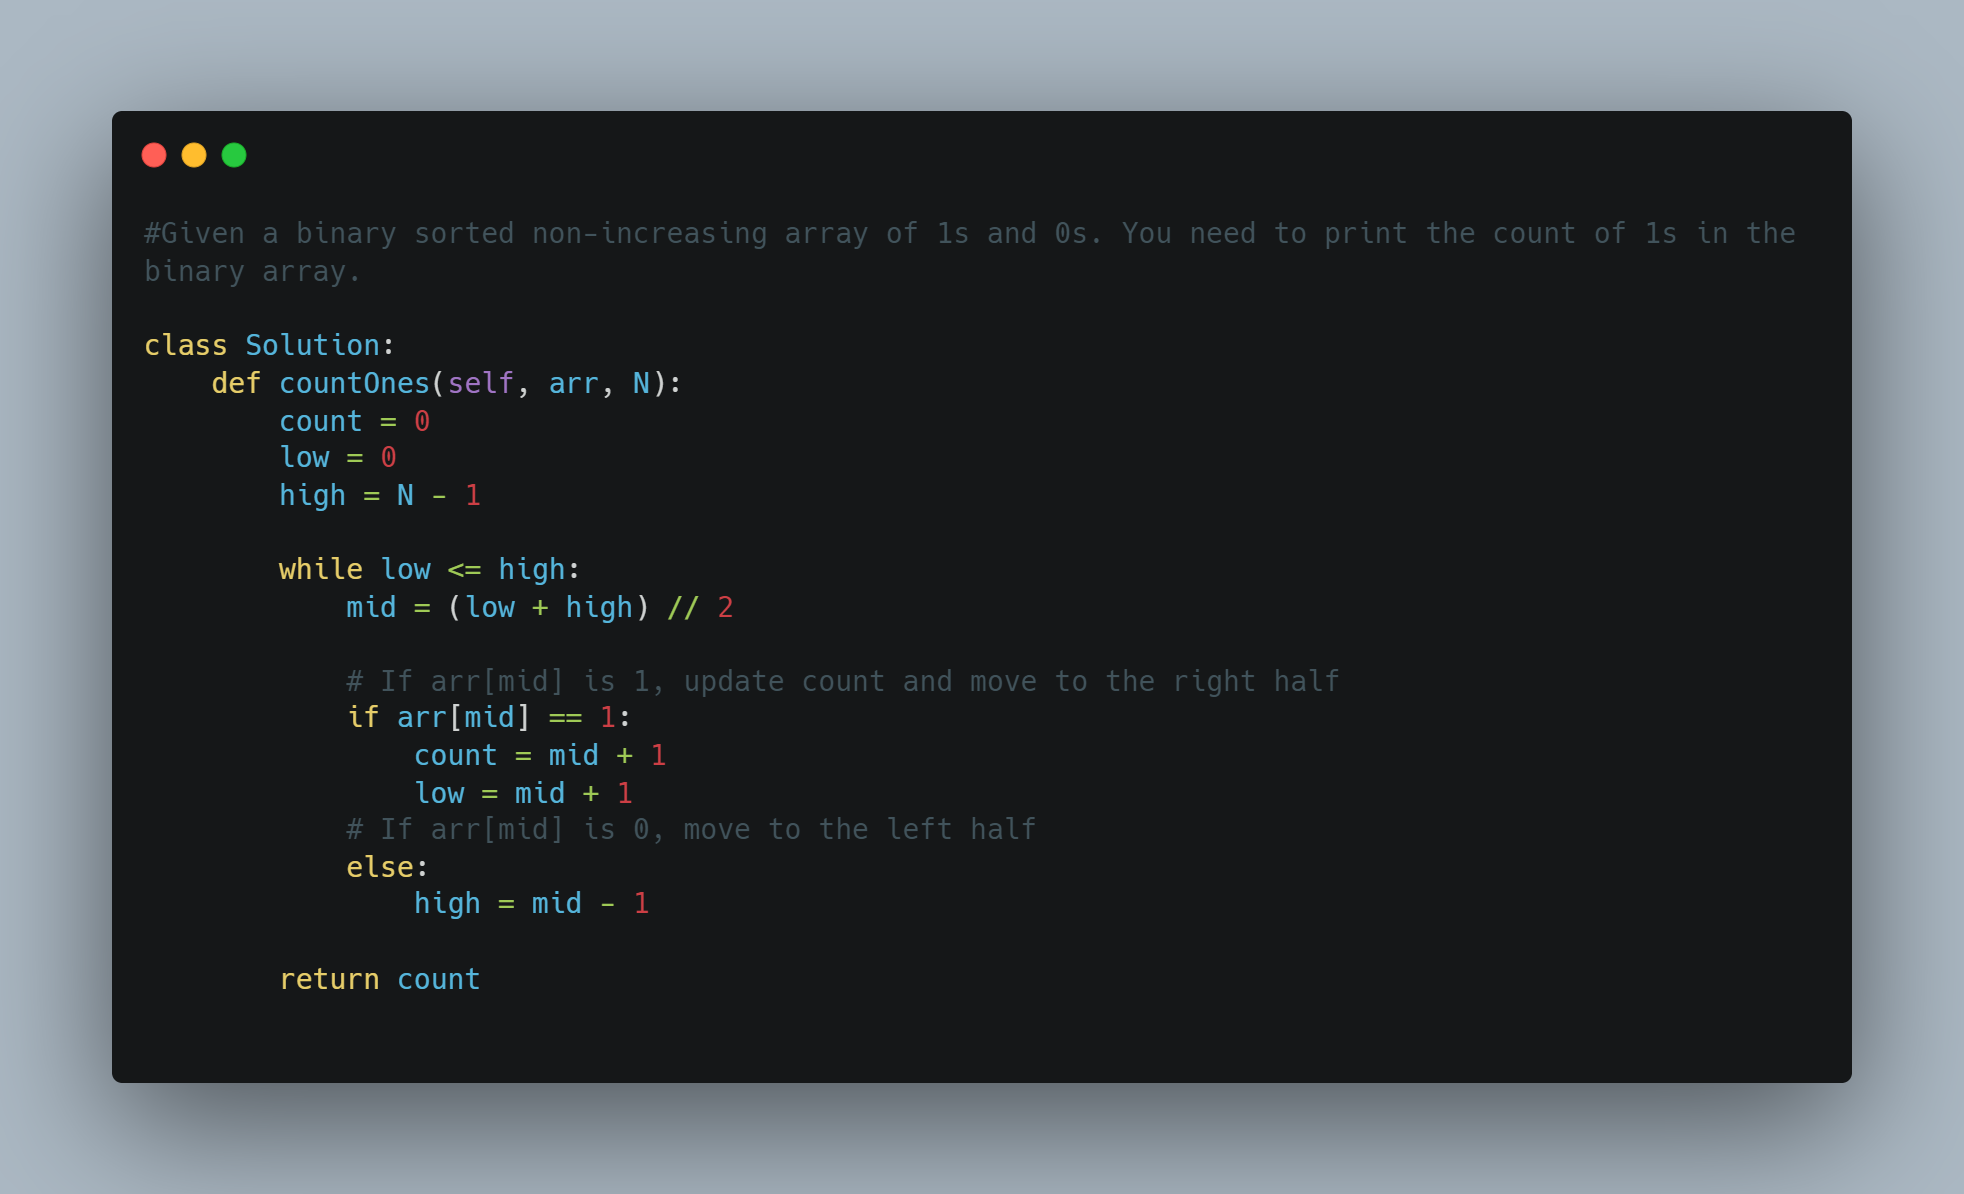 #Given a binary sorted non-increasing array of 1s and 0s. You need to print the count of 1s in the
binary array.

class Solution:
    def countOnes(self, arr, N):
        count = 0
        low = 0
        high = N - 1

        while low <= high:
            mid = (low + high) // 2

            # If arr[mid] is 1, update count and move to the right half
            if arr[mid] == 1:
                count = mid + 1
                low = mid + 1
            # If arr[mid] is 0, move to the left half
            else:
                high = mid - 1

        return count